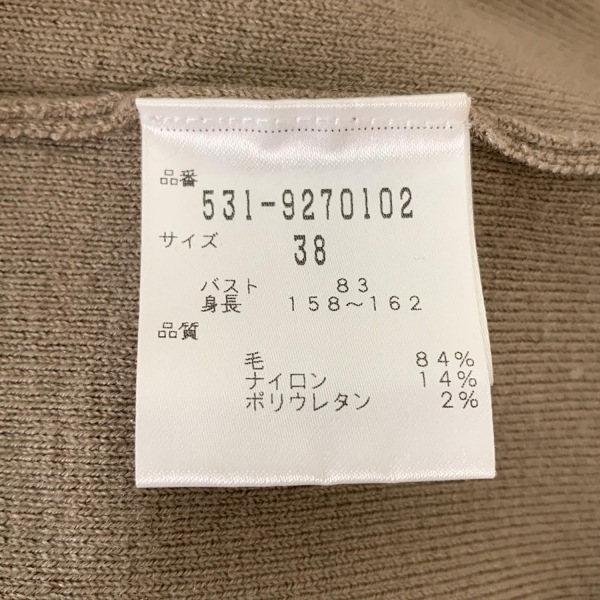 品番
531-9270102
サイズ
38
バスト 83
身長 158～162
品質
毛 84%
ナイロン 14%
ポリウレタン 2%